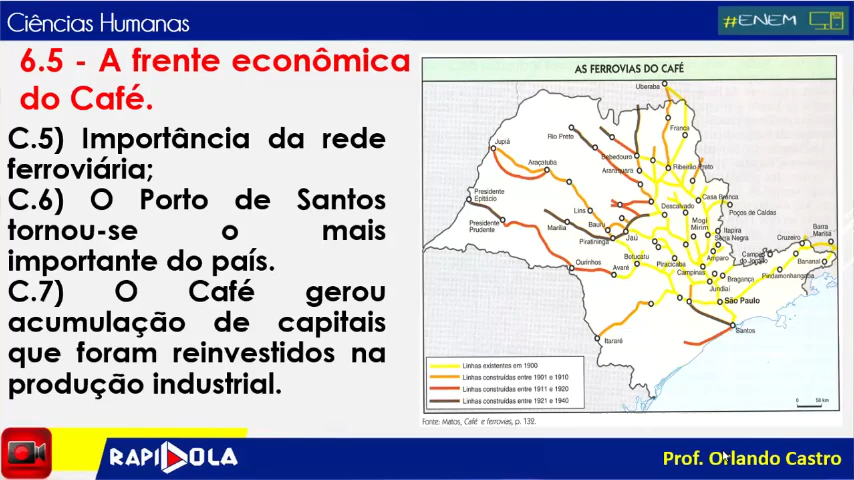 Ciências Humanas
#ENEM
6.5 - A frente econômica
do Café.
C.5) Importância da rede
ferroviária;
C.6) O Porto de Santos
tornou-se o mais
importante do país.
C.7) O Café gerou
acumulação de capitais
que foram reinvestidos na
produção industrial.
AS FERROVIAS DO CAFÉ
Uberaba
Franca
Rio Preto
Jupiá
Bebedouro
Ribeirão Preto
Araçatuba
Araraquara
Presidente
Epitácio
Casa Branca
Lins
Descalvado
Poços de Caldas
Presidente
Prudente
Marília
Bauru
Mogi
Mirim
Jaú
Itapira
Serra Negra
Barra
Mansa
Piratininga
Cruzeiro
Botucatu
Amparo
Campos
do Jordão
Bananal
Ourinhos
Avaré
Piracicaba
Campinas
Bragança
Pindamonhangaba
Jundiaí
São Paulo
Santos
Itararé
Linhas existentes em 1900
Linhas construídas entre 1901 e 1910
Linhas construídas entre 1911 e 1920
Linhas construídas entre 1921 e 1940
0 50 km
Fonte: Matos, Café e ferrovias, p. 132.
RAPIDOLA
Prof. Orlando Castro